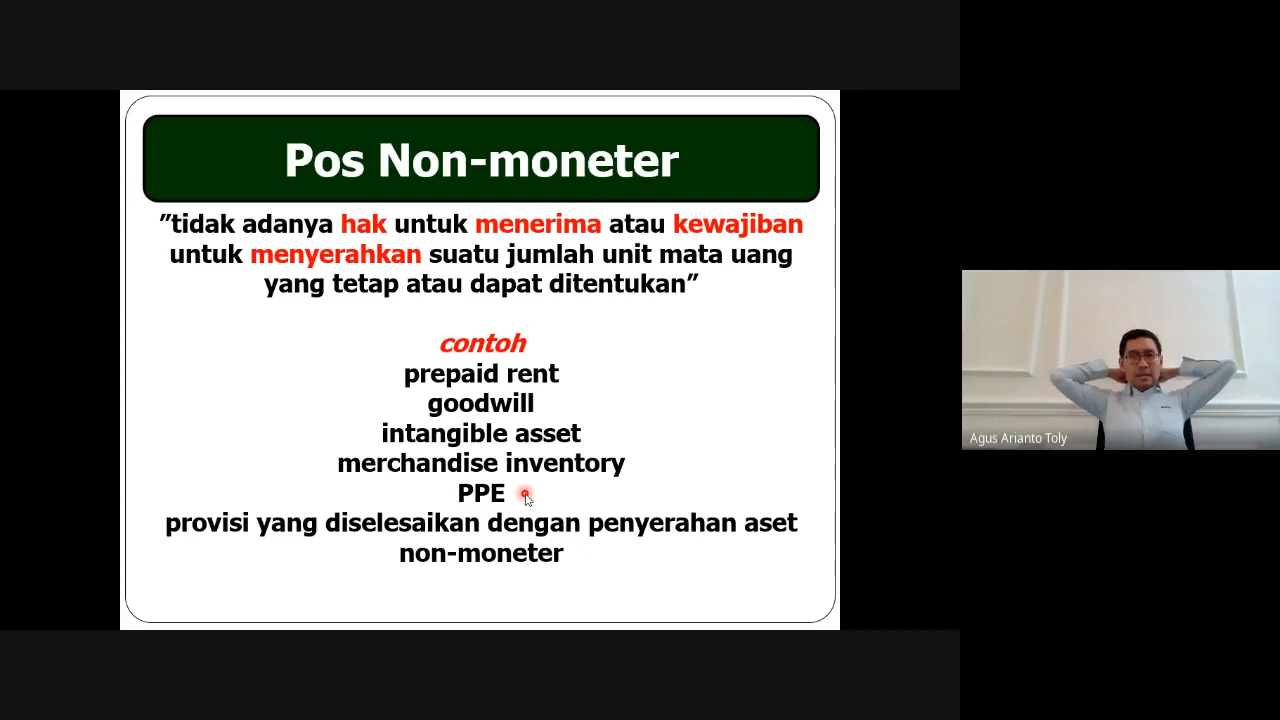 Pos Non-moneter
”tidak adanya hak untuk menerima atau kewajiban
untuk menyerahkan suatu jumlah unit mata uang
yang tetap atau dapat ditentukan”
contoh
prepaid rent
goodwill
intangible asset
merchandise inventory
PPE
provisi yang diselesaikan dengan penyerahan aset
non-moneter
Agus Arianto Toly